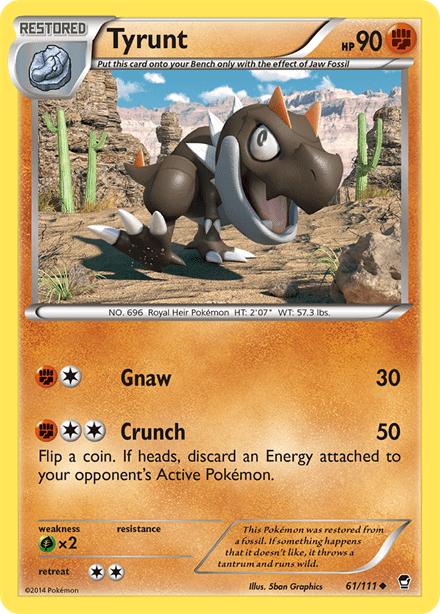 RESTORED
Tyrunt
HP 90
Put this card onto your Bench only with the effect of Jaw Fossil
NO. 696 Royal Heir Pokémon HT: 2'07" WT: 57.3 lbs.
Gnaw 30
Crunch 50
Flip a coin. If heads, discard an Energy attached to
your opponent's Active Pokémon.
weakness resistance
×2
retreat
This Pokémon was restored from
a fossil. If something happens
that it doesn't like, it throws a
tantrum and runs wild.
©2014 Pokémon Illus. 5ban Graphics 61/111